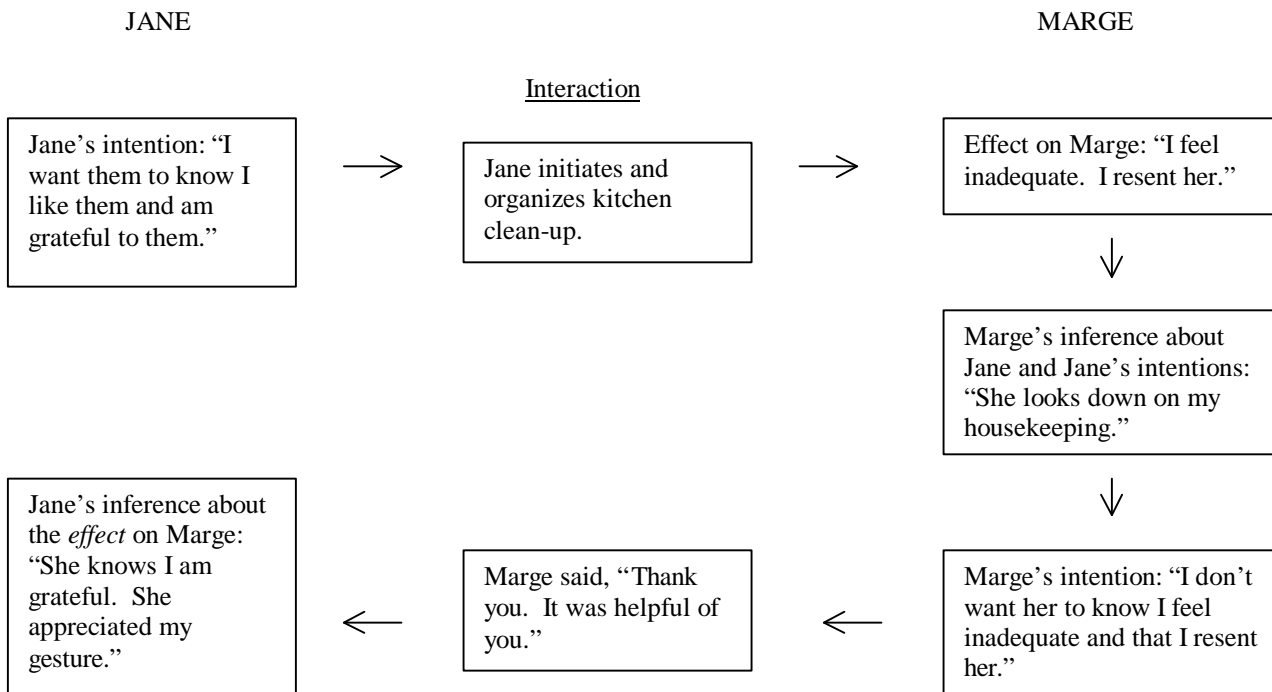 JANE
MARGE
Interaction
Jane’s intention: “I
want them to know I
like them and am
grateful to them.”
Jane initiates and
organizes kitchen
clean-up.
Effect on Marge: “I feel
inadequate.  I resent her.”
Marge’s inference about
Jane and Jane’s intentions:
“She looks down on my
housekeeping.”
Marge’s intention: “I don’t
want her to know I feel
inadequate and that I resent
her.”
Marge said, “Thank
you.  It was helpful of
you.”
Jane’s inference about
the effect on Marge:
“She knows I am
grateful.  She
appreciated my
gesture.”